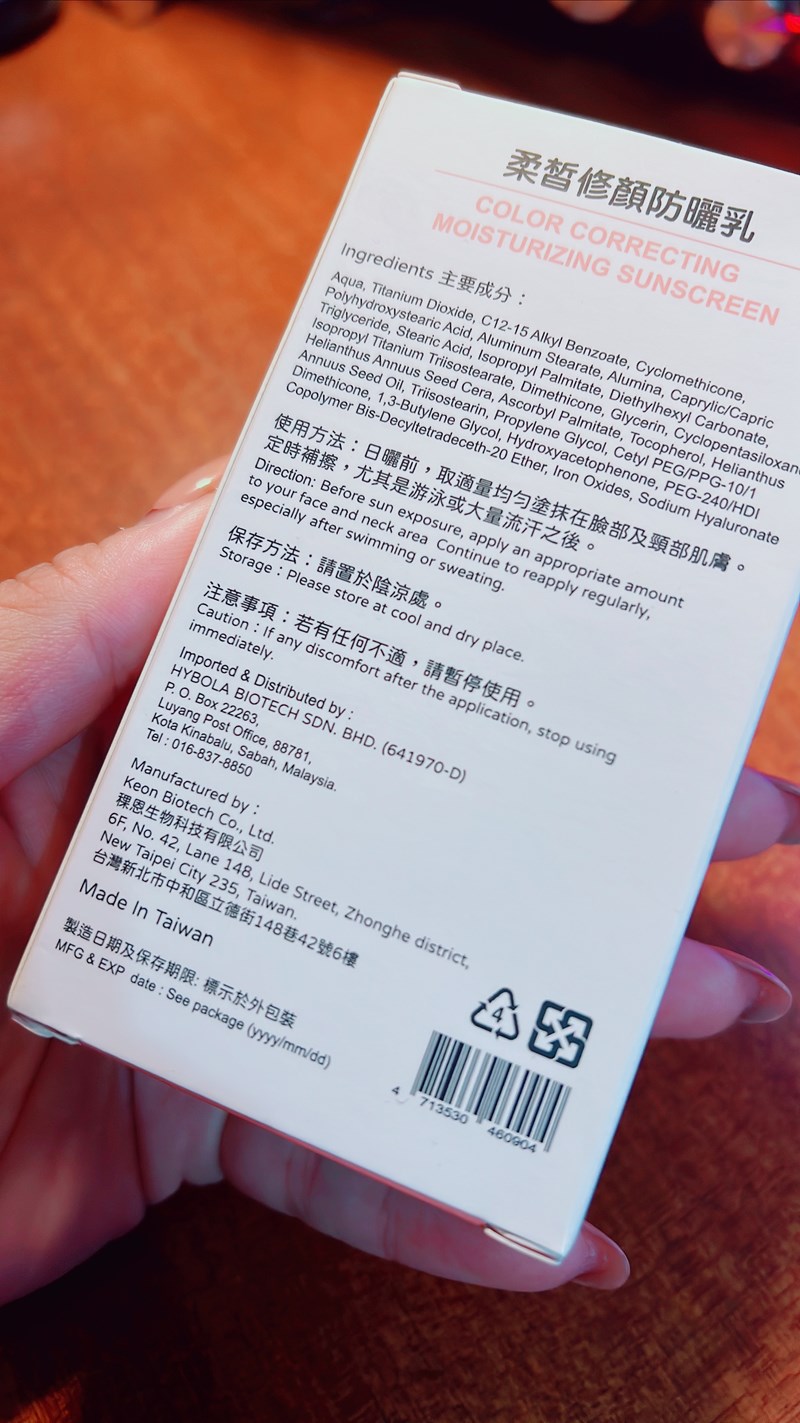 柔皙修顏防曬乳
COLOR CORRECTING
MOISTURIZING SUNSCREEN
Ingredients 主要成分：
Aqua, Titanium Dioxide, C12-15 Alkyl Benzoate, Cyclomethicone,
Polyhydroxystearic Acid, Aluminum Stearate, Alumina, Caprylic/Capric
Triglyceride, Stearic Acid, Isopropyl Palmitate, Diethylhexyl Carbonate,
Isopropyl Titanium Triisostearate, Dimethicone, Glycerin, Cyclopentasiloxan
Helianthus Annuus Seed Cera, Ascorbyl Palmitate, Tocopherol, Helianthus
Annuus Seed Oil, Triisostearin, Propylene Glycol, Cetyl PEG/PPG-10/1
Dimethicone, 1,3-Butylene Glycol, Hydroxyacetophenone, PEG-240/HDI
Copolymer Bis-Decyltetradeceth-20 Ether, Iron Oxides, Sodium Hyaluronate
使用方法：日曬前，取適量均勻塗抹在臉部及頸部肌膚。
定時補擦，尤其是游泳或大量流汗之後。
Direction: Before sun exposure, apply an appropriate amount
to your face and neck area Continue to reapply regularly,
especially after swimming or sweating.
保存方法：請置於陰涼處。
Storage : Please store at cool and dry place.
注意事項：若有任何不適，請暫停使用。
Caution : If any discomfort after the application, stop using
immediately.
Imported & Distributed by :
HYBOLA BIOTECH SDN. BHD. (641970-D)
P. O. Box 22263,
Luyang Post Office, 88781,
Kota Kinabalu, Sabah, Malaysia.
Tel : 016-837-8850
Manufactured by :
Keon Biotech Co., Ltd.
稞恩生物科技有限公司
6F, No. 42, Lane 148, Lide Street, Zhonghe district,
New Taipei City 235, Taiwan.
台灣新北市中和區立德街148巷42號6樓
Made In Taiwan
製造日期及保存期限: 標示於外包裝
MFG & EXP date : See package (yyyy/mm/dd)
4
4 713530 460904